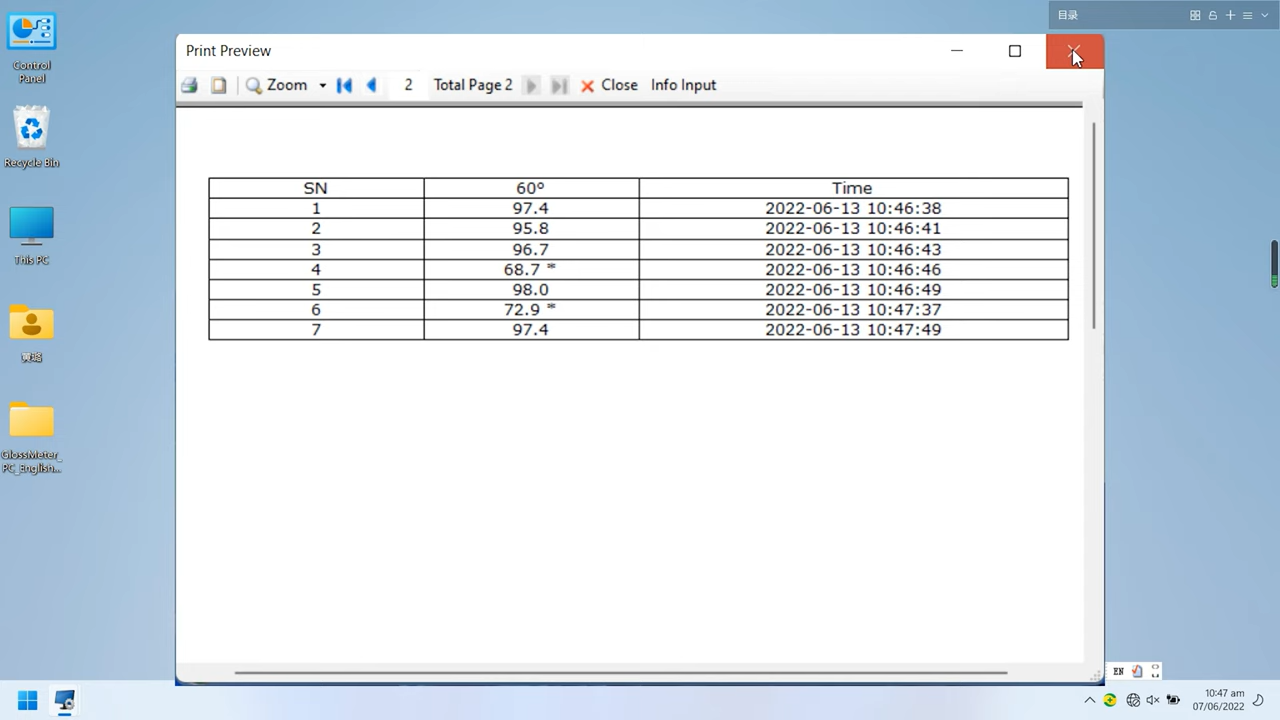 目录
Control
Panel
Recycle Bin
This PC
黄璐
GlossMeter_
PC_English...
Print Preview
Zoom 2 Total Page 2 Close Info Input
SN 60º Time
1 97.4 2022-06-13 10:46:38
2 95.8 2022-06-13 10:46:41
3 96.7 2022-06-13 10:46:43
4 68.7 * 2022-06-13 10:46:46
5 98.0 2022-06-13 10:46:49
6 72.9 * 2022-06-13 10:47:37
7 97.4 2022-06-13 10:47:49
EN
10:47 am
07/06/2022